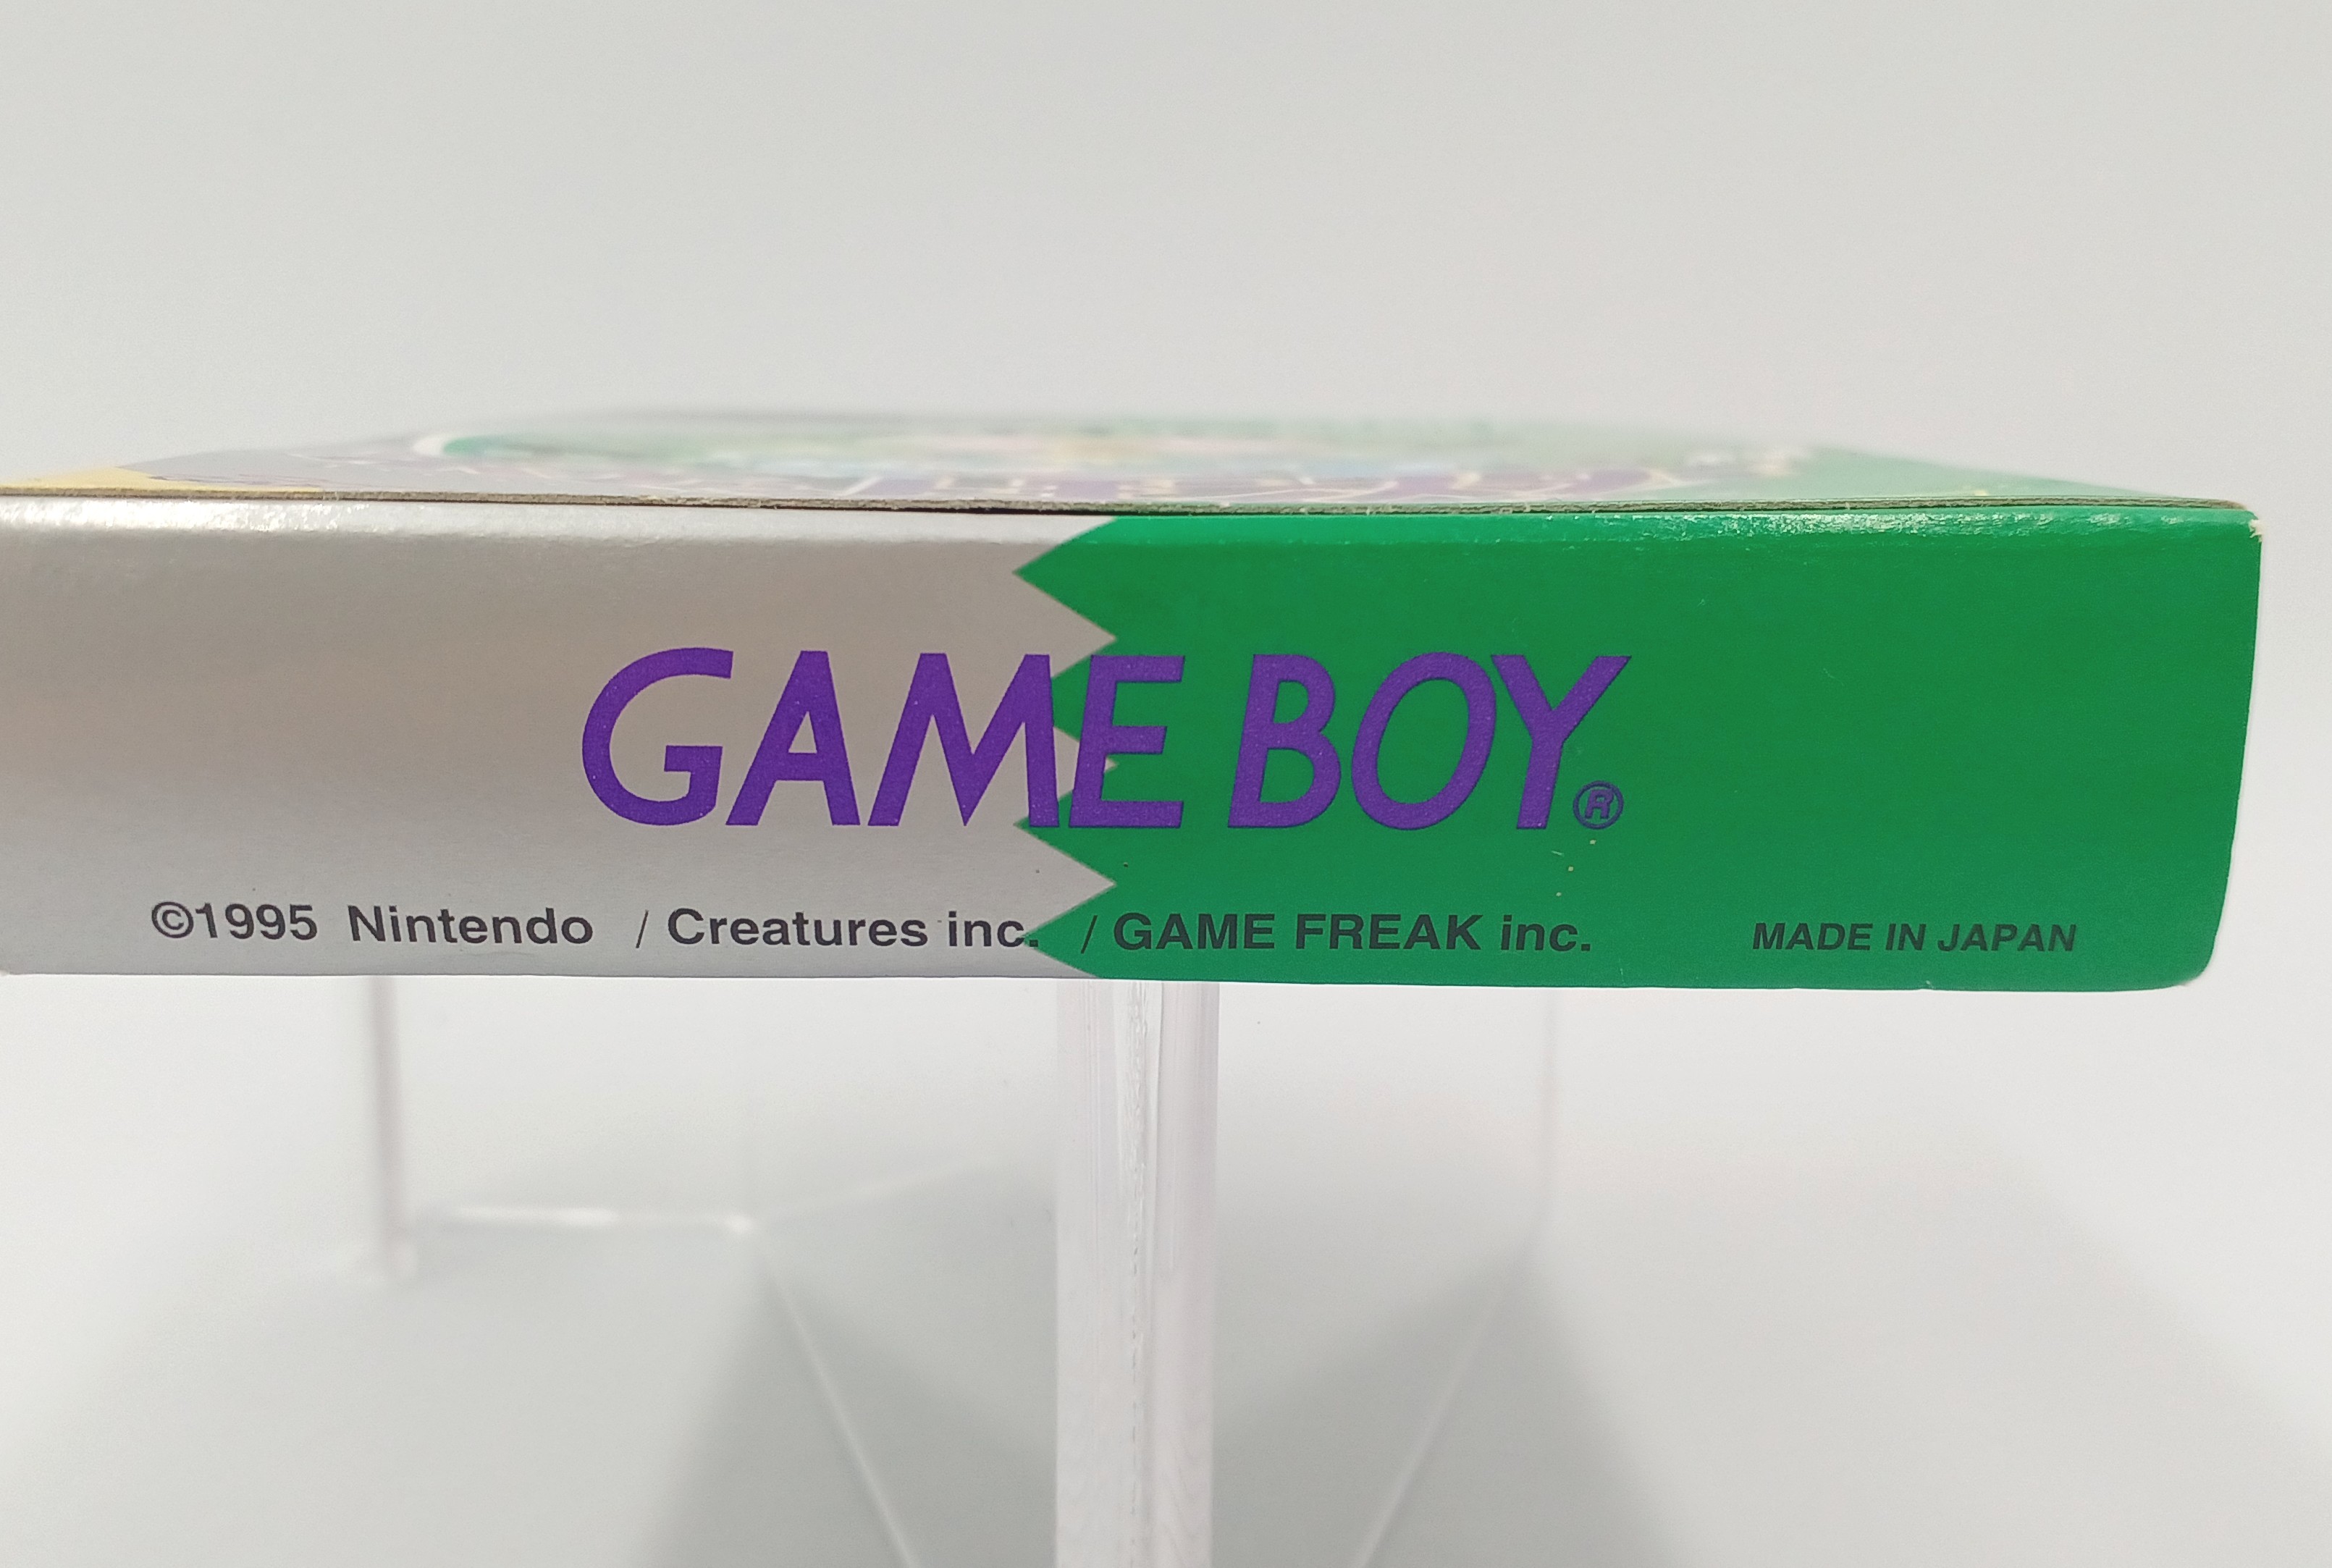 GAME BOY®
©1995 Nintendo / Creatures inc. / GAME FREAK inc. MADE IN JAPAN